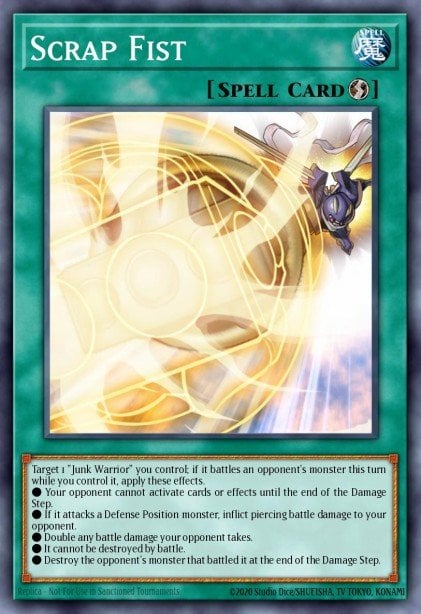 SCRAP FIST
SPELL
魔
[SPELL CARD]
Target 1 "Junk Warrior" you control; if it battles an opponent's monster this turn
while you control it, apply these effects.
● Your opponent cannot activate cards or effects until the end of the Damage
Step.
● If it attacks a Defense Position monster, inflict piercing battle damage to your
opponent.
● Double any battle damage your opponent takes.
● It cannot be destroyed by battle.
● Destroy the opponent's monster that battled it at the end of the Damage Step.
Replica - Not For Use in Sanctioned Tournaments
©2020 Studio Dice/SHUEISHA, TV TOKYO, KONAMI